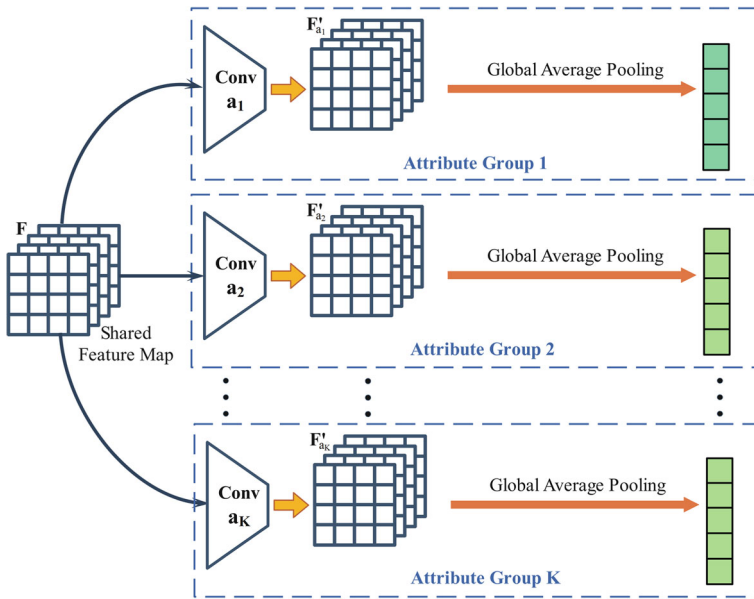 F
Shared
Feature Map
Conv
a1
F'a1
Global Average Pooling
Attribute Group 1
Conv
a2
F'a2
Global Average Pooling
Attribute Group 2
Conv
aK
F'aK
Global Average Pooling
Attribute Group K